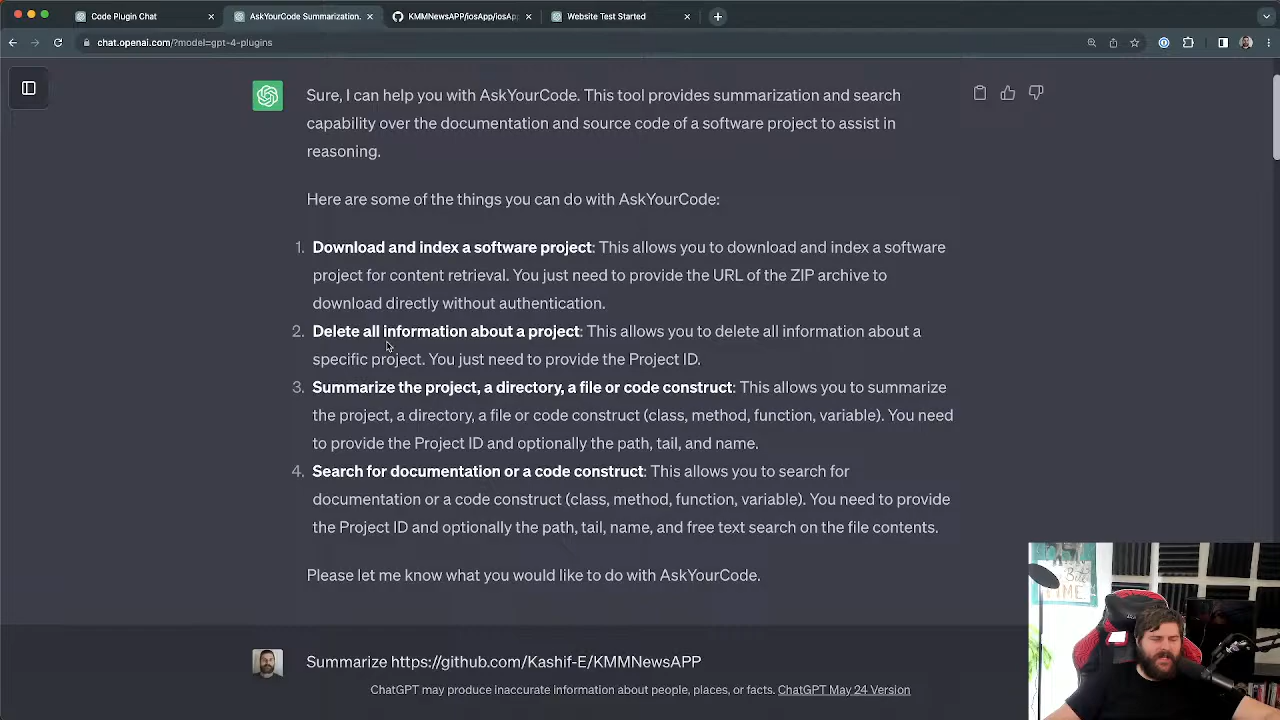 Code Plugin Chat
AskYourCode Summarization.
KMMNewsAPP/iosApp/iosAp
Website Test Started
chat.openai.com/?model=gpt-4-plugins
Sure, I can help you with AskYourCode. This tool provides summarization and search
capability over the documentation and source code of a software project to assist in
reasoning.
Here are some of the things you can do with AskYourCode:
1. Download and index a software project: This allows you to download and index a software
project for content retrieval. You just need to provide the URL of the ZIP archive to
download directly without authentication.
2. Delete all information about a project: This allows you to delete all information about a
specific project. You just need to provide the Project ID.
3. Summarize the project, a directory, a file or code construct: This allows you to summarize
the project, a directory, a file or code construct (class, method, function, variable). You need
to provide the Project ID and optionally the path, tail, and name.
4. Search for documentation or a code construct: This allows you to search for
documentation or a code construct (class, method, function, variable). You need to provide
the Project ID and optionally the path, tail, name, and free text search on the file contents.
Please let me know what you would like to do with AskYourCode.
Summarize https://github.com/Kashif-E/KMMNewsAPP
ChatGPT may produce inaccurate information about people, places, or facts. ChatGPT May 24 Version